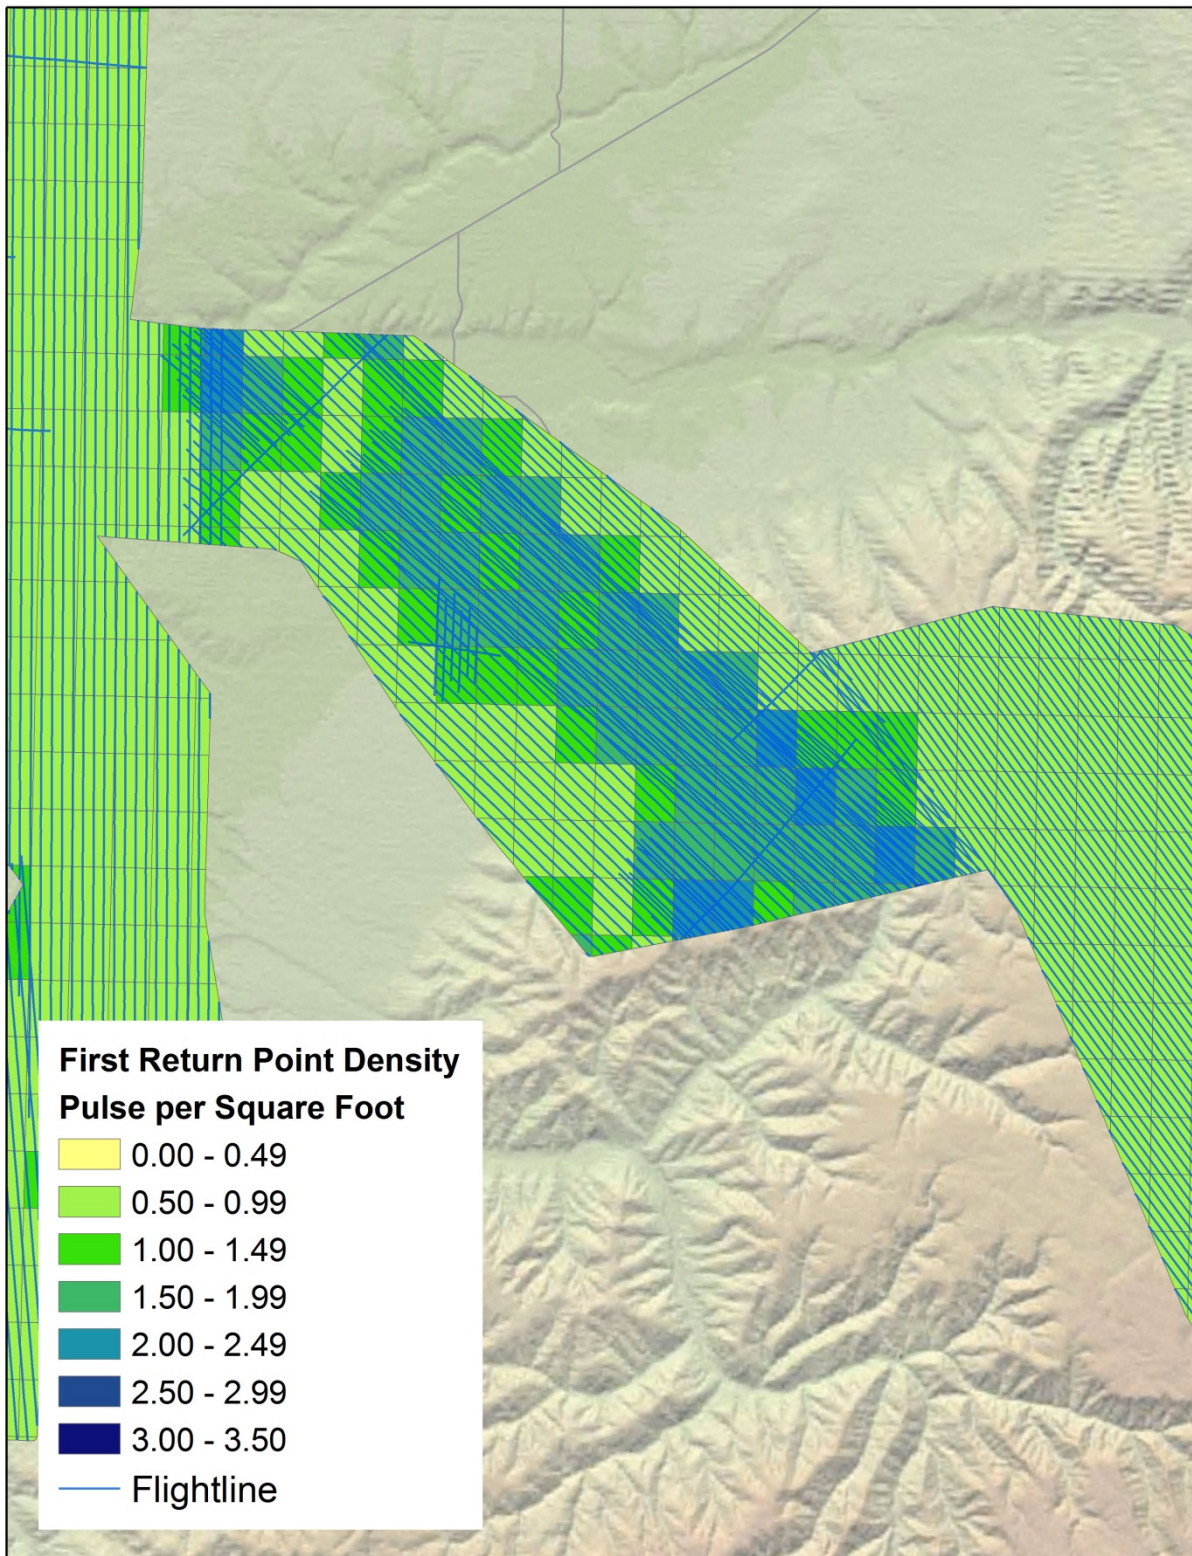 First Return Point Density
Pulse per Square Foot
0.00 - 0.49
0.50 - 0.99
1.00 - 1.49
1.50 - 1.99
2.00 - 2.49
2.50 - 2.99
3.00 - 3.50
Flightline